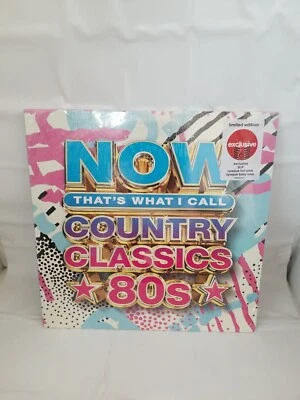 limited edition
exclusive
NOW
THAT'S WHAT I CALL
COUNTRY
CLASSICS
80s